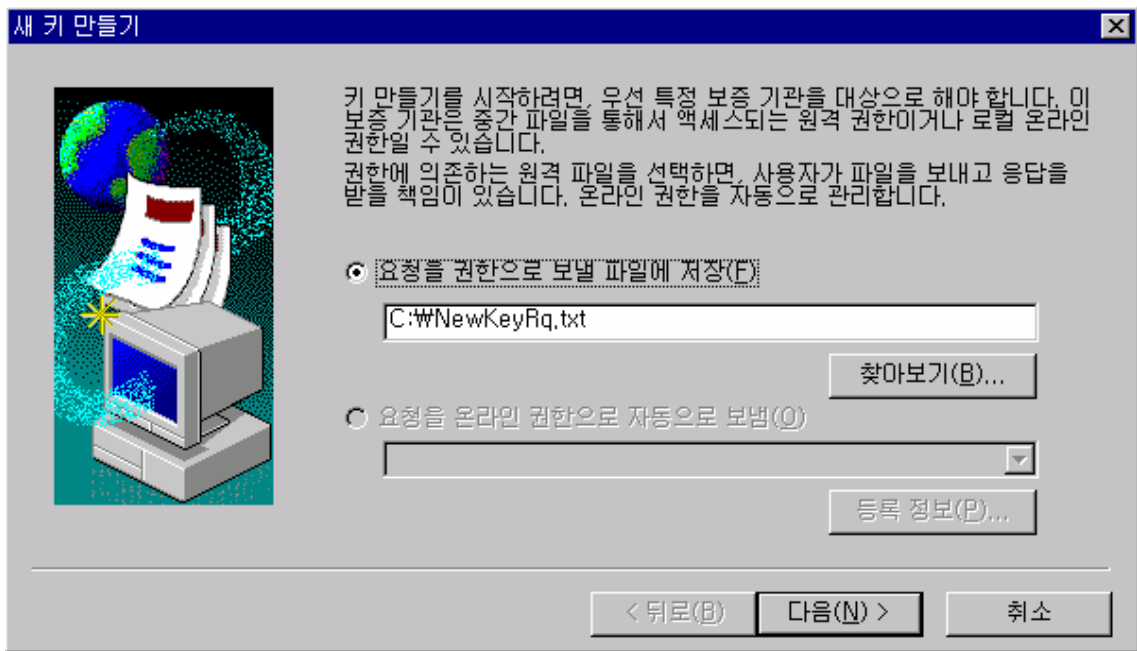 새 키 만들기
키 만들기를 시작하려면, 우선 특정 보증 기관을 대상으로 해야 합니다. 이
보증 기관은 중간 파일을 통해서 액세스되는 원격 권한이거나 로컬 온라인
권한일 수 있습니다.
권한에 의존하는 원격 파일을 선택하면, 사용자가 파일을 보내고 응답을
받을 책임이 있습니다. 온라인 권한을 자동으로 관리합니다.
요청을 권한으로 보낼 파일에 저장(F)
C:₩NewKeyRq.txt
찾아보기(B)...
요청을 온라인 권한으로 자동으로 보냄(O)
등록 정보(P)...
< 뒤로(B)
다음(N) >
취소